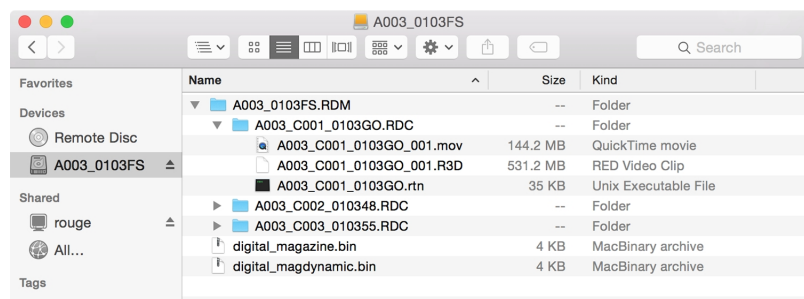 A003_0103FS
Search
Favorites
Devices
Remote Disc
A003_0103FS
Shared
rouge
All...
Tags
Name Size Kind
A003_0103FS.RDM -- Folder
A003_C001_0103GO.RDC -- Folder
A003_C001_0103GO_001.mov 144.2 MB QuickTime movie
A003_C001_0103GO_001.R3D 531.2 MB RED Video Clip
A003_C001_0103GO.rtn 35 KB Unix Executable File
A003_C002_010348.RDC -- Folder
A003_C003_010355.RDC -- Folder
digital_magazine.bin 4 KB MacBinary archive
digital_magdynamic.bin 4 KB MacBinary archive